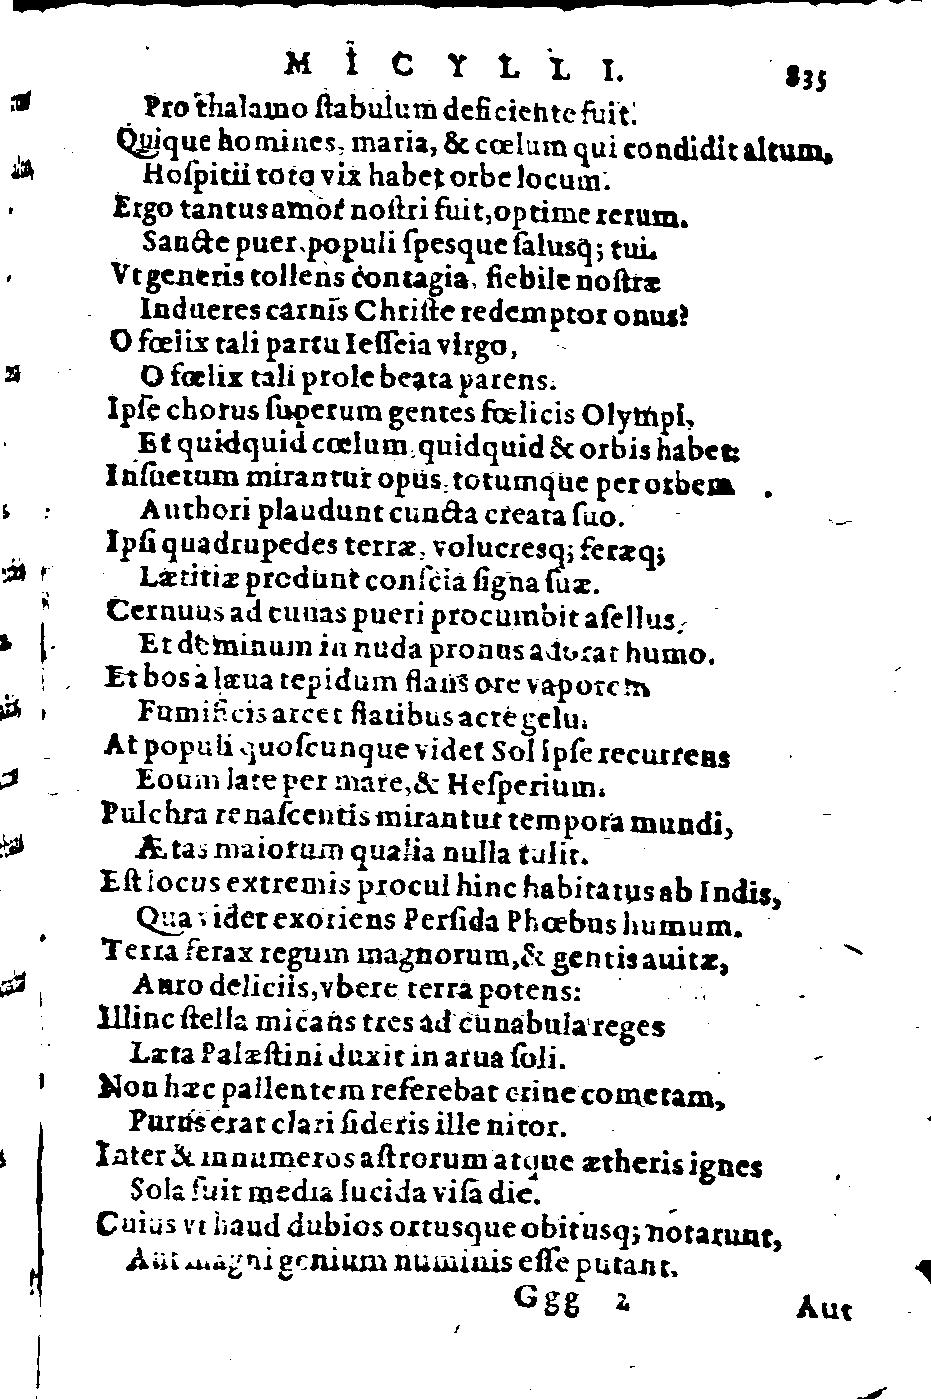 MICYLLI. 835
Pro thalamo ſtabulum deficiente fuit.
Quique homines, maria, & cœlum qui condidit altum,
Hoſpitii toto vix habet orbe locum.
Ergo tantus amor noſtri fuit, optime rerum.
Sancte puer, populi ſpesque ſalusq; tui.
Vt generis tollens contagia, fiebile noſtræ
Indueres carnis Chriſte redemptor onus?
O fœlix tali partu Ieſſeia virgo,
O fœlix tali prole beata parens.
Ipſe chorus ſuperum gentes fœlicis Olympi,
Et quidquid cœlum, quidquid & orbis habet:
Inſuetum mirantur opus, totumque per orbem
Authori plaudunt cuncta creata ſuo.
Ipſi quadrupedes terræ, volucresq; feræq;
Lætitiæ produnt conſcia ſigna ſuæ.
Cernuus ad cunas pueri procumbit aſellus,
Et dominum in nuda pronus adorat humo.
Et bos à læua tepidum flans ore vaporem
Fumificis arcet flatibus acre gelu.
At populi quoſcunque videt Sol ipſe recurrens
Eoum late per mare, & Heſperium.
Pulchra renaſcentis mirantur tempora mundi,
Ætas maiorum qualia nulla tulit.
Eſt locus extremis procul hinc habitatus ab Indis,
Qua videt exoriens Perſida Phœbus humum.
Terra ferax regum magnorum, & gentis auitæ,
Auro deliciis, vbere terra potens:
Illinc ſtella micans tres ad cunabula reges
Læta Palæſtini duxit in arua ſoli.
Non hæc pallentem referebat crine cometam,
Purus erat clari ſideris ille nitor.
Inter & innumeros aſtrorum atque ætheris ignes
Sola fuit media lucida viſa die.
Cuius vt haud dubios ortusque obitusq; notarunt,
Aut magni genium numinis eſſe putant.
Ggg 2 Aut